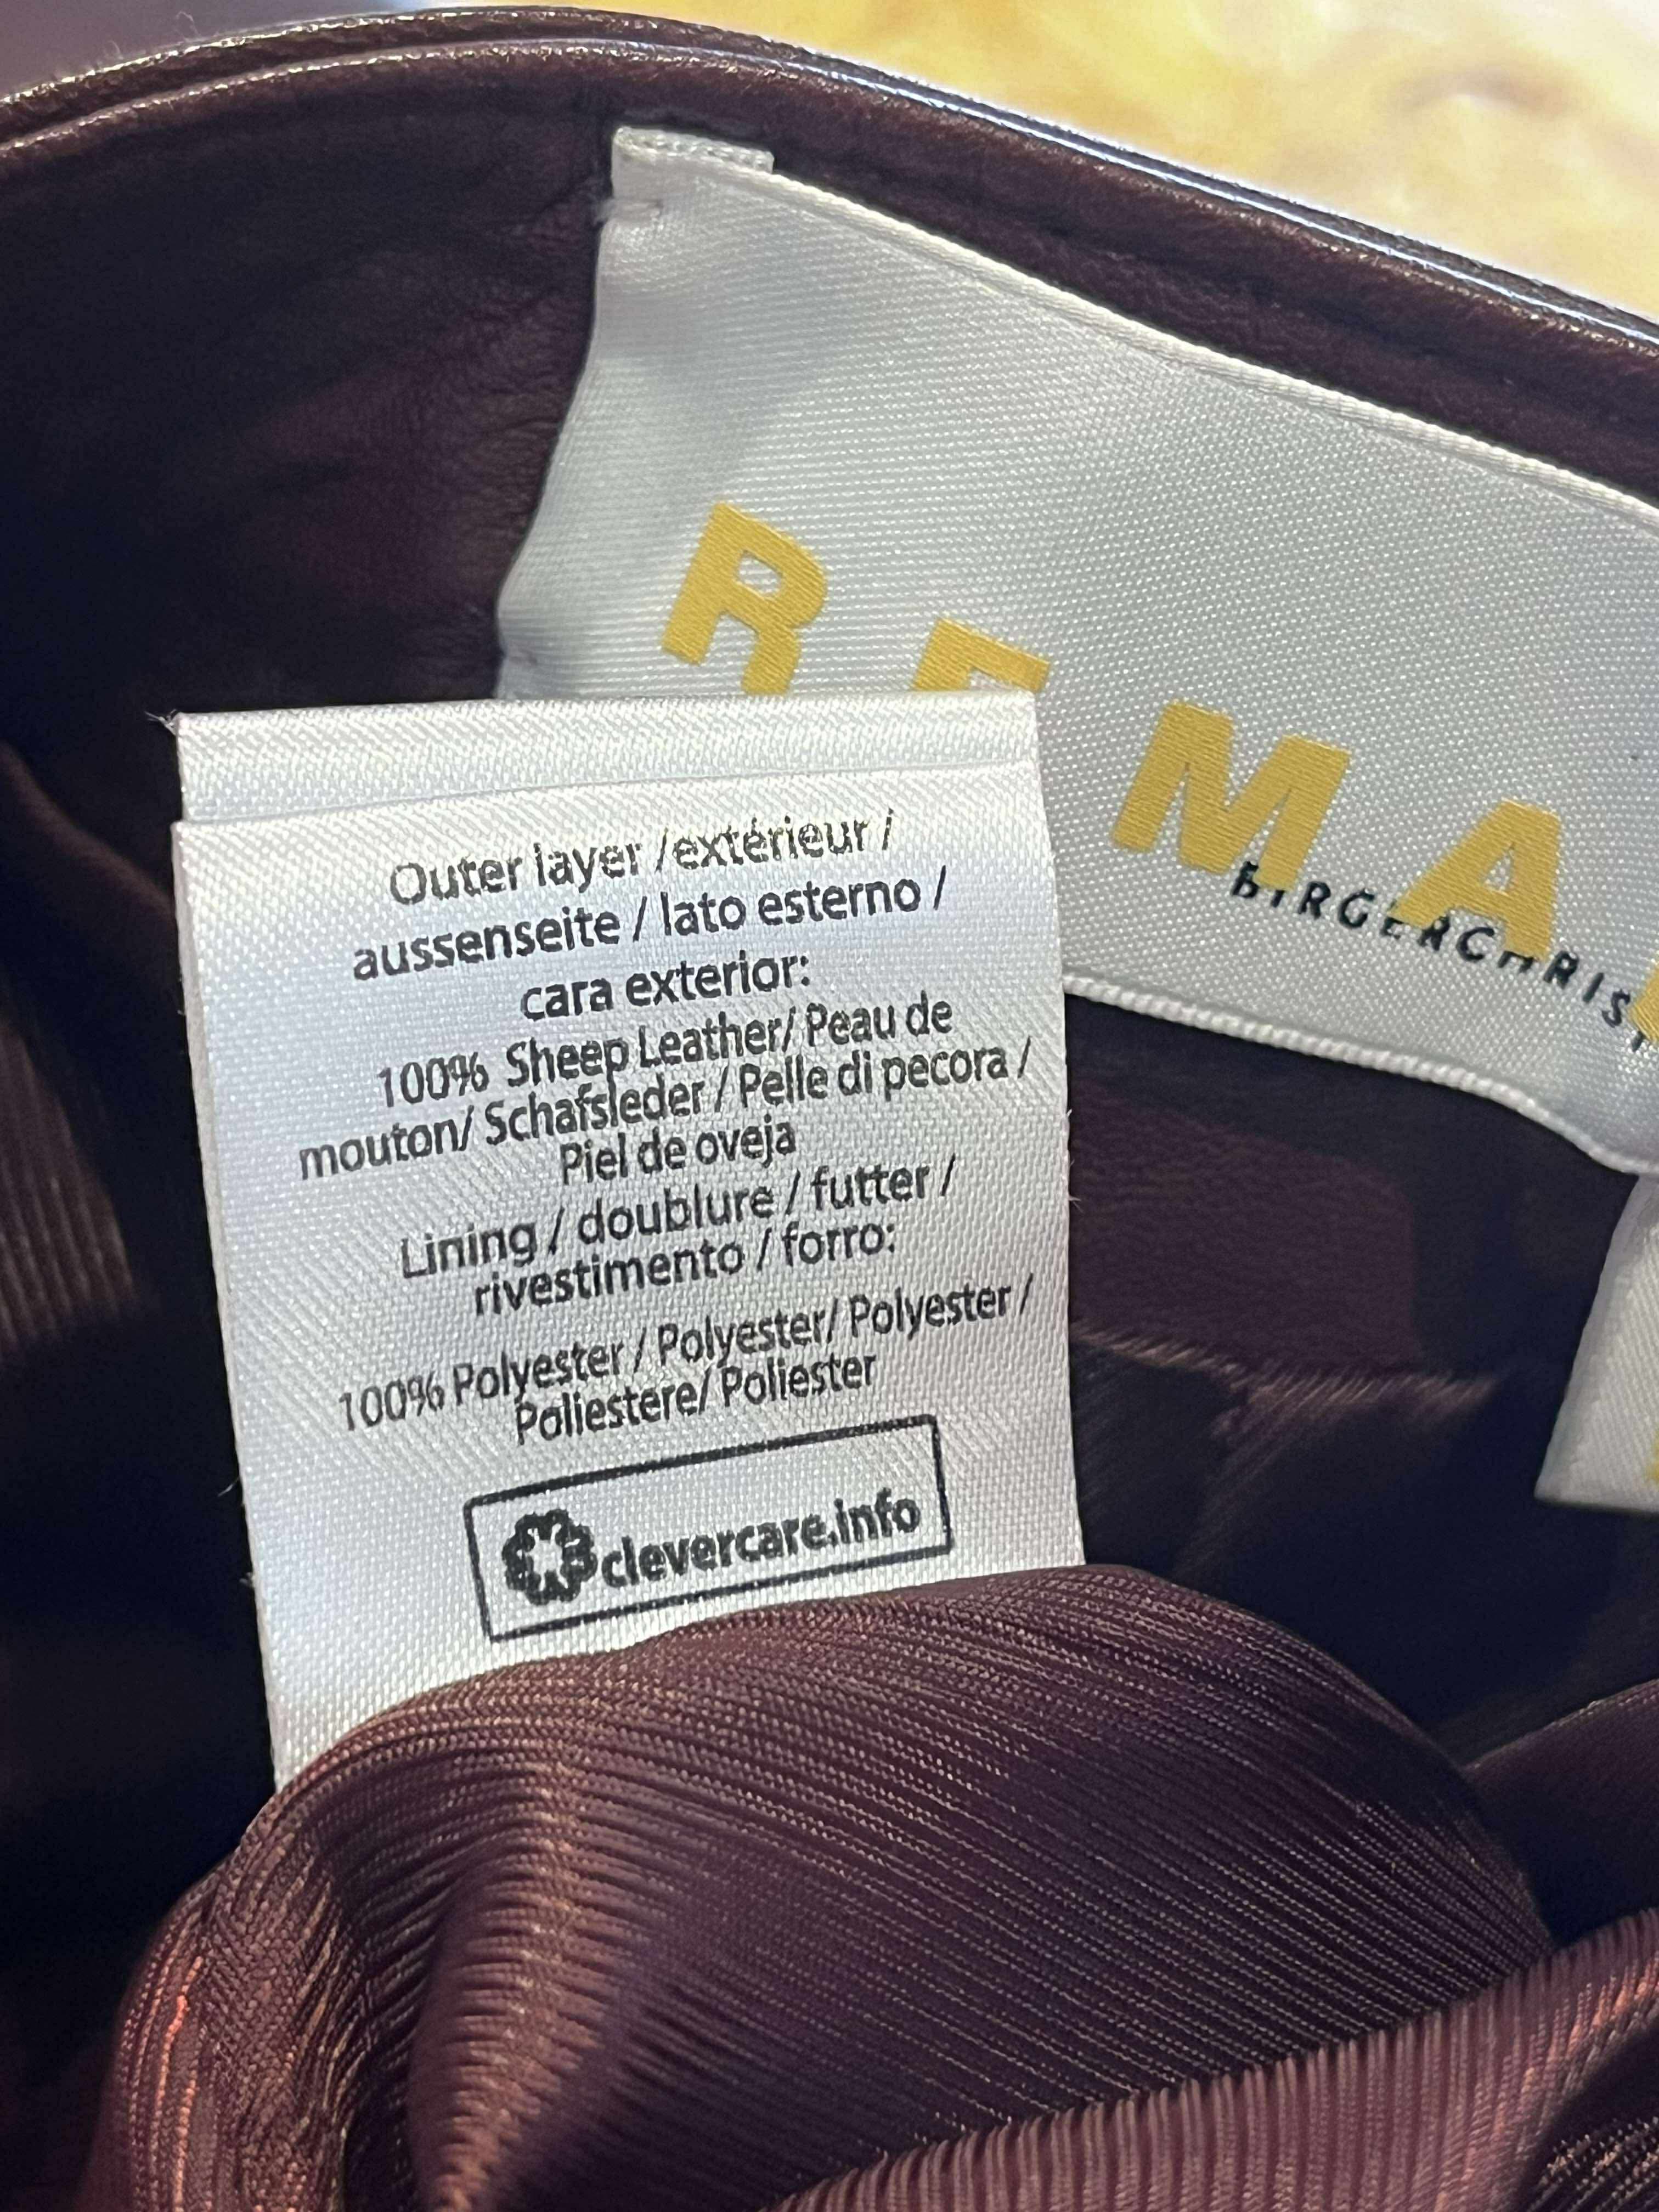 REMA
BIRGERCHRIST
Outer layer /extérieur /
aussenseite / lato esterno /
cara exterior:
100% Sheep Leather/ Peau de
mouton/ Schafsleder / Pelle di pecora /
Piel de oveja
Lining / doublure / futter /
rivestimento / forro:
100% Polyester / Polyester/ Polyester /
Poliestere/ Poliester
clevercare.info